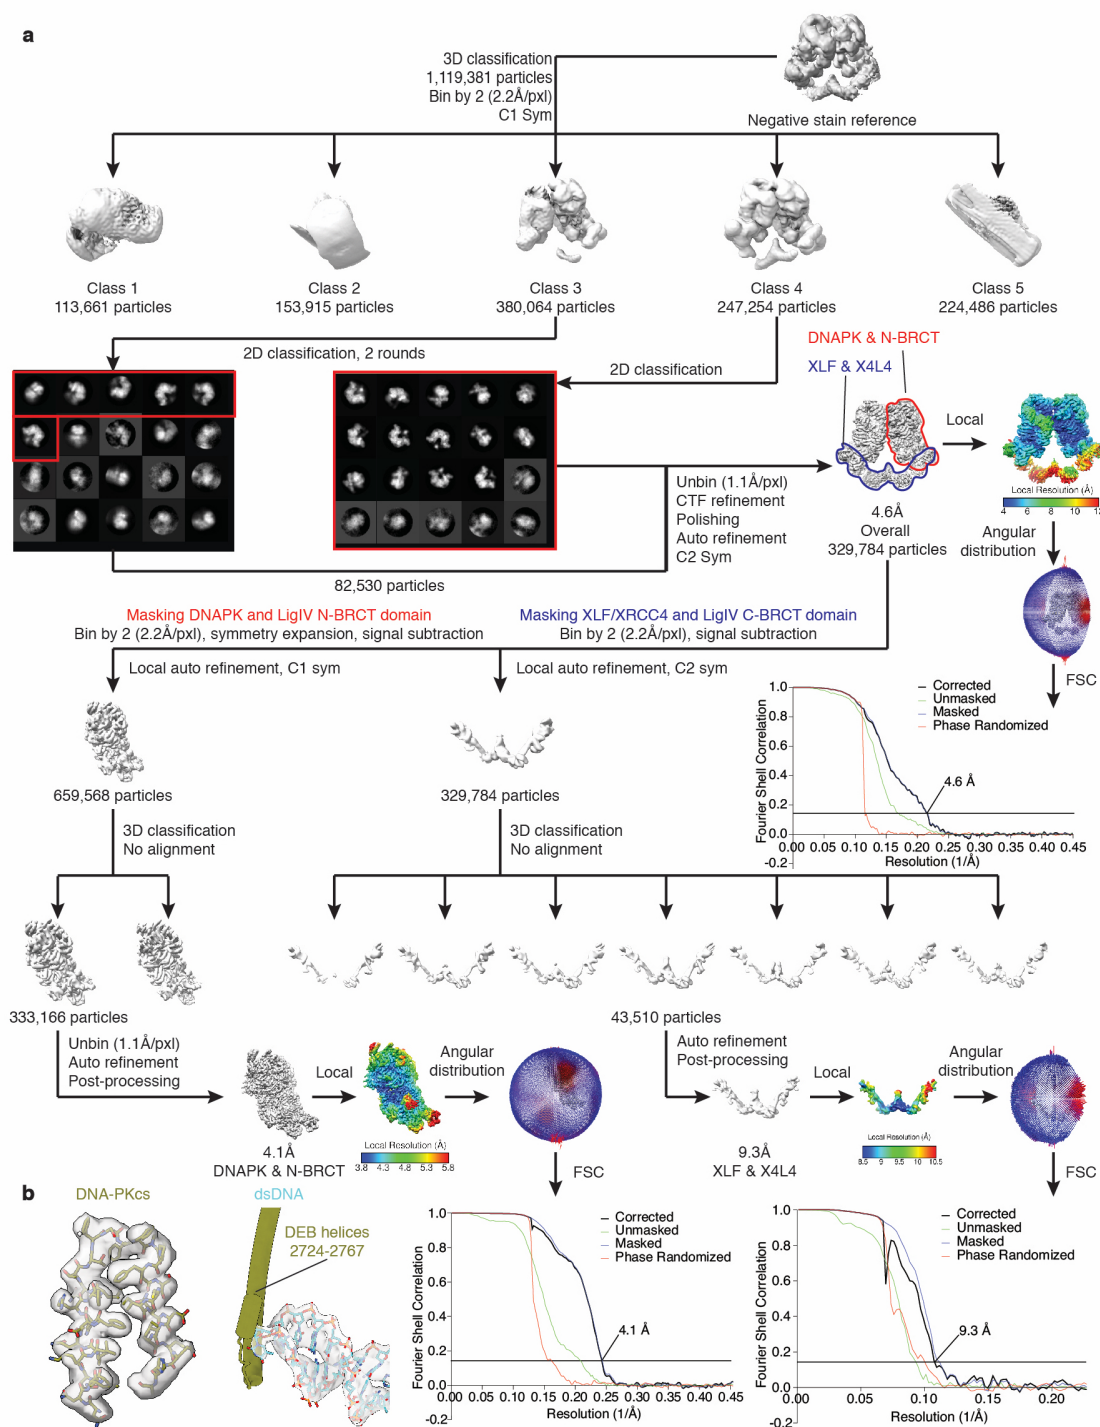 a
3D classification
1,119,381 particles
Bin by 2 (2.2Å/pxl)
C1 Sym
Negative stain reference
Class 1
113,661 particles
Class 2
153,915 particles
Class 3
380,064 particles
Class 4
247,254 particles
Class 5
224,486 particles
2D classification, 2 rounds
2D classification
DNAPK & N-BRCT
XLF & X4L4
Local
Local Resolution (Å)
4 6 8 10 12
Unbin (1.1Å/pxl)
CTF refinement
Polishing
Auto refinement
C2 Sym
4.6Å
Overall
329,784 particles
Angular
distribution
82,530 particles
Masking DNAPK and LigIV N-BRCT domain
Bin by 2 (2.2Å/pxl), symmetry expansion, signal subtraction
Masking XLF/XRCC4 and LigIV C-BRCT domain
Bin by 2 (2.2Å/pxl), signal subtraction
Local auto refinement, C1 sym
Local auto refinement, C2 sym
FSC
659,568 particles
329,784 particles
3D classification
No alignment
3D classification
No alignment
Fourier Shell Correlation
1.0
0.8
0.6
0.4
0.2
0.0
-0.2
Corrected
Unmasked
Masked
Phase Randomized
4.6 Å
0.00 0.05 0.10 0.15 0.20 0.25 0.30 0.35 0.40 0.45
Resolution (1/Å)
333,166 particles
Unbin (1.1Å/pxl)
Auto refinement
Post-processing
4.1Å
DNAPK & N-BRCT
Local
Local Resolution (Å)
3.8 4.3 4.8 5.3 5.8
Angular
distribution
FSC
43,510 particles
Auto refinement
Post-processing
9.3Å
XLF & X4L4
Local
Local Resolution (Å)
8.5 9 9.5 10 10.5
Angular
distribution
FSC
b
DNA-PKcs
dsDNA
DEB helices
2724-2767
Fourier Shell Correlation
1.0
0.8
0.6
0.4
0.2
0.0
-0.2
Corrected
Unmasked
Masked
Phase Randomized
4.1 Å
0.00 0.05 0.10 0.15 0.20 0.25 0.30 0.35 0.40 0.45
Resolution (1/Å)
Fourier Shell Correlation
1.0
0.8
0.6
0.4
0.2
0.0
-0.2
Corrected
Unmasked
Masked
Phase Randomized
9.3 Å
0.00 0.05 0.10 0.15 0.20
Resolution (1/Å)